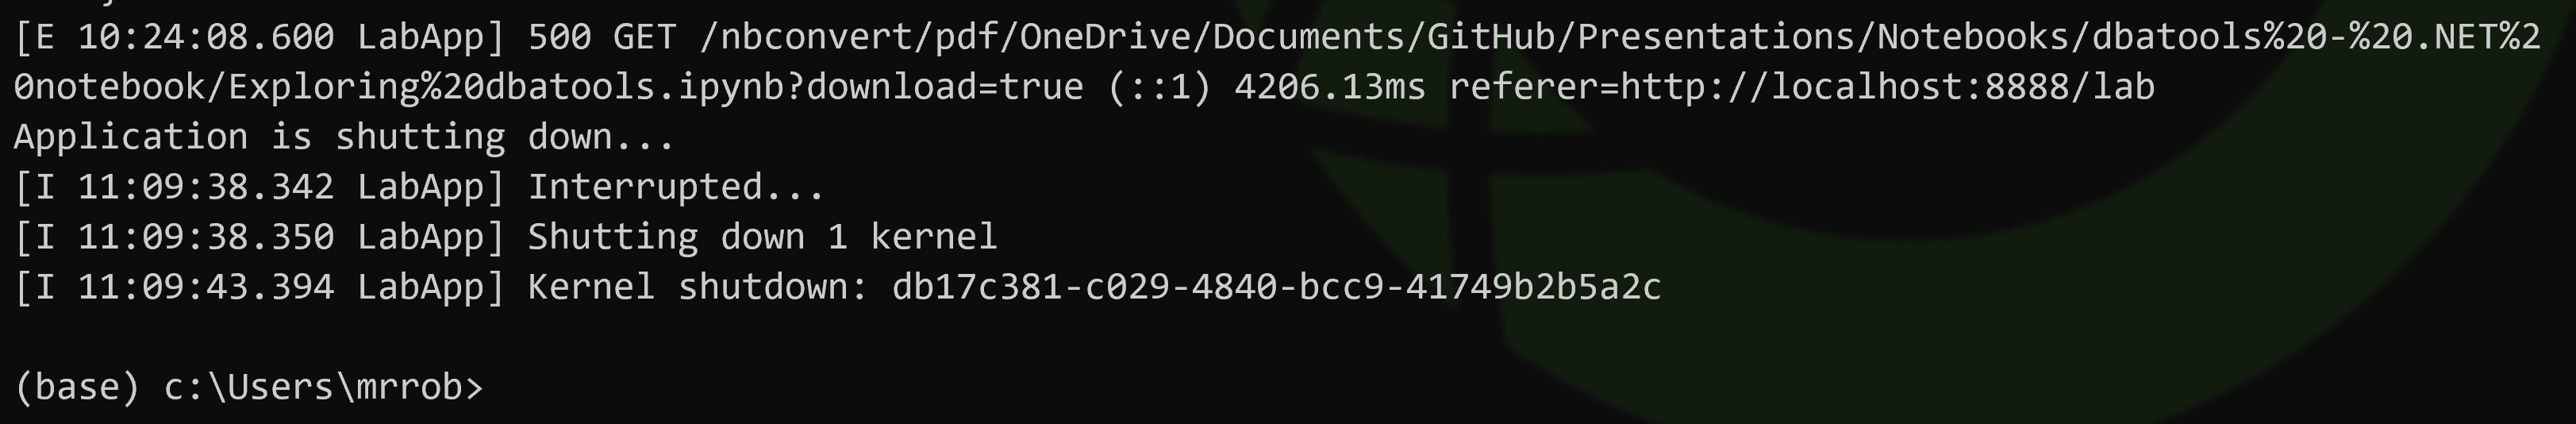 [E 10:24:08.600 LabApp] 500 GET /nbconvert/pdf/OneDrive/Documents/GitHub/Presentations/Notebooks/dbatools%20-%20.NET%2
0notebook/Exploring%20dbatools.ipynb?download=true (::1) 4206.13ms referer=http://localhost:8888/lab
Application is shutting down...
[I 11:09:38.342 LabApp] Interrupted...
[I 11:09:38.350 LabApp] Shutting down 1 kernel
[I 11:09:43.394 LabApp] Kernel shutdown: db17c381-c029-4840-bcc9-41749b2b5a2c
(base) c:\Users\mrrob>